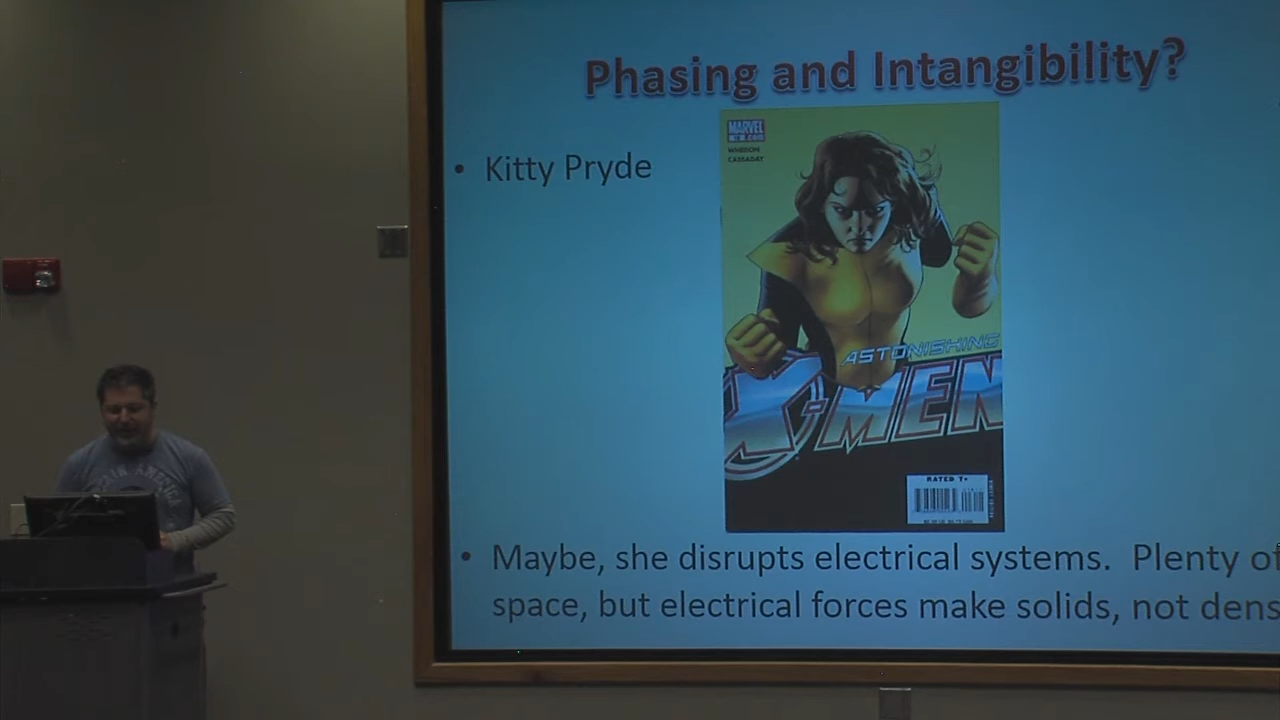 Phasing and Intangibility?
• Kitty Pryde
MARVEL
WHEDON
CASSADAY
ASTONISHING
X-MEN
RATED T+
• Maybe, she disrupts electrical systems. Plenty of
space, but electrical forces make solids, not dens